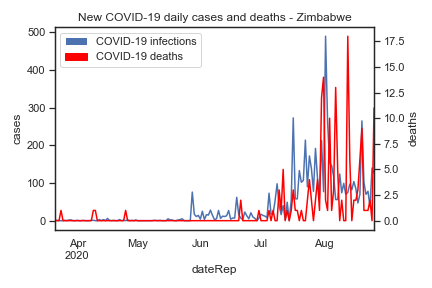 New COVID-19 daily cases and deaths - Zimbabwe
COVID-19 infections
COVID-19 deaths
500
400
300
200
100
0
cases
17.5
15.0
12.5
10.0
7.5
5.0
2.5
0.0
deaths
Apr
2020
May
Jun
Jul
Aug
dateRep